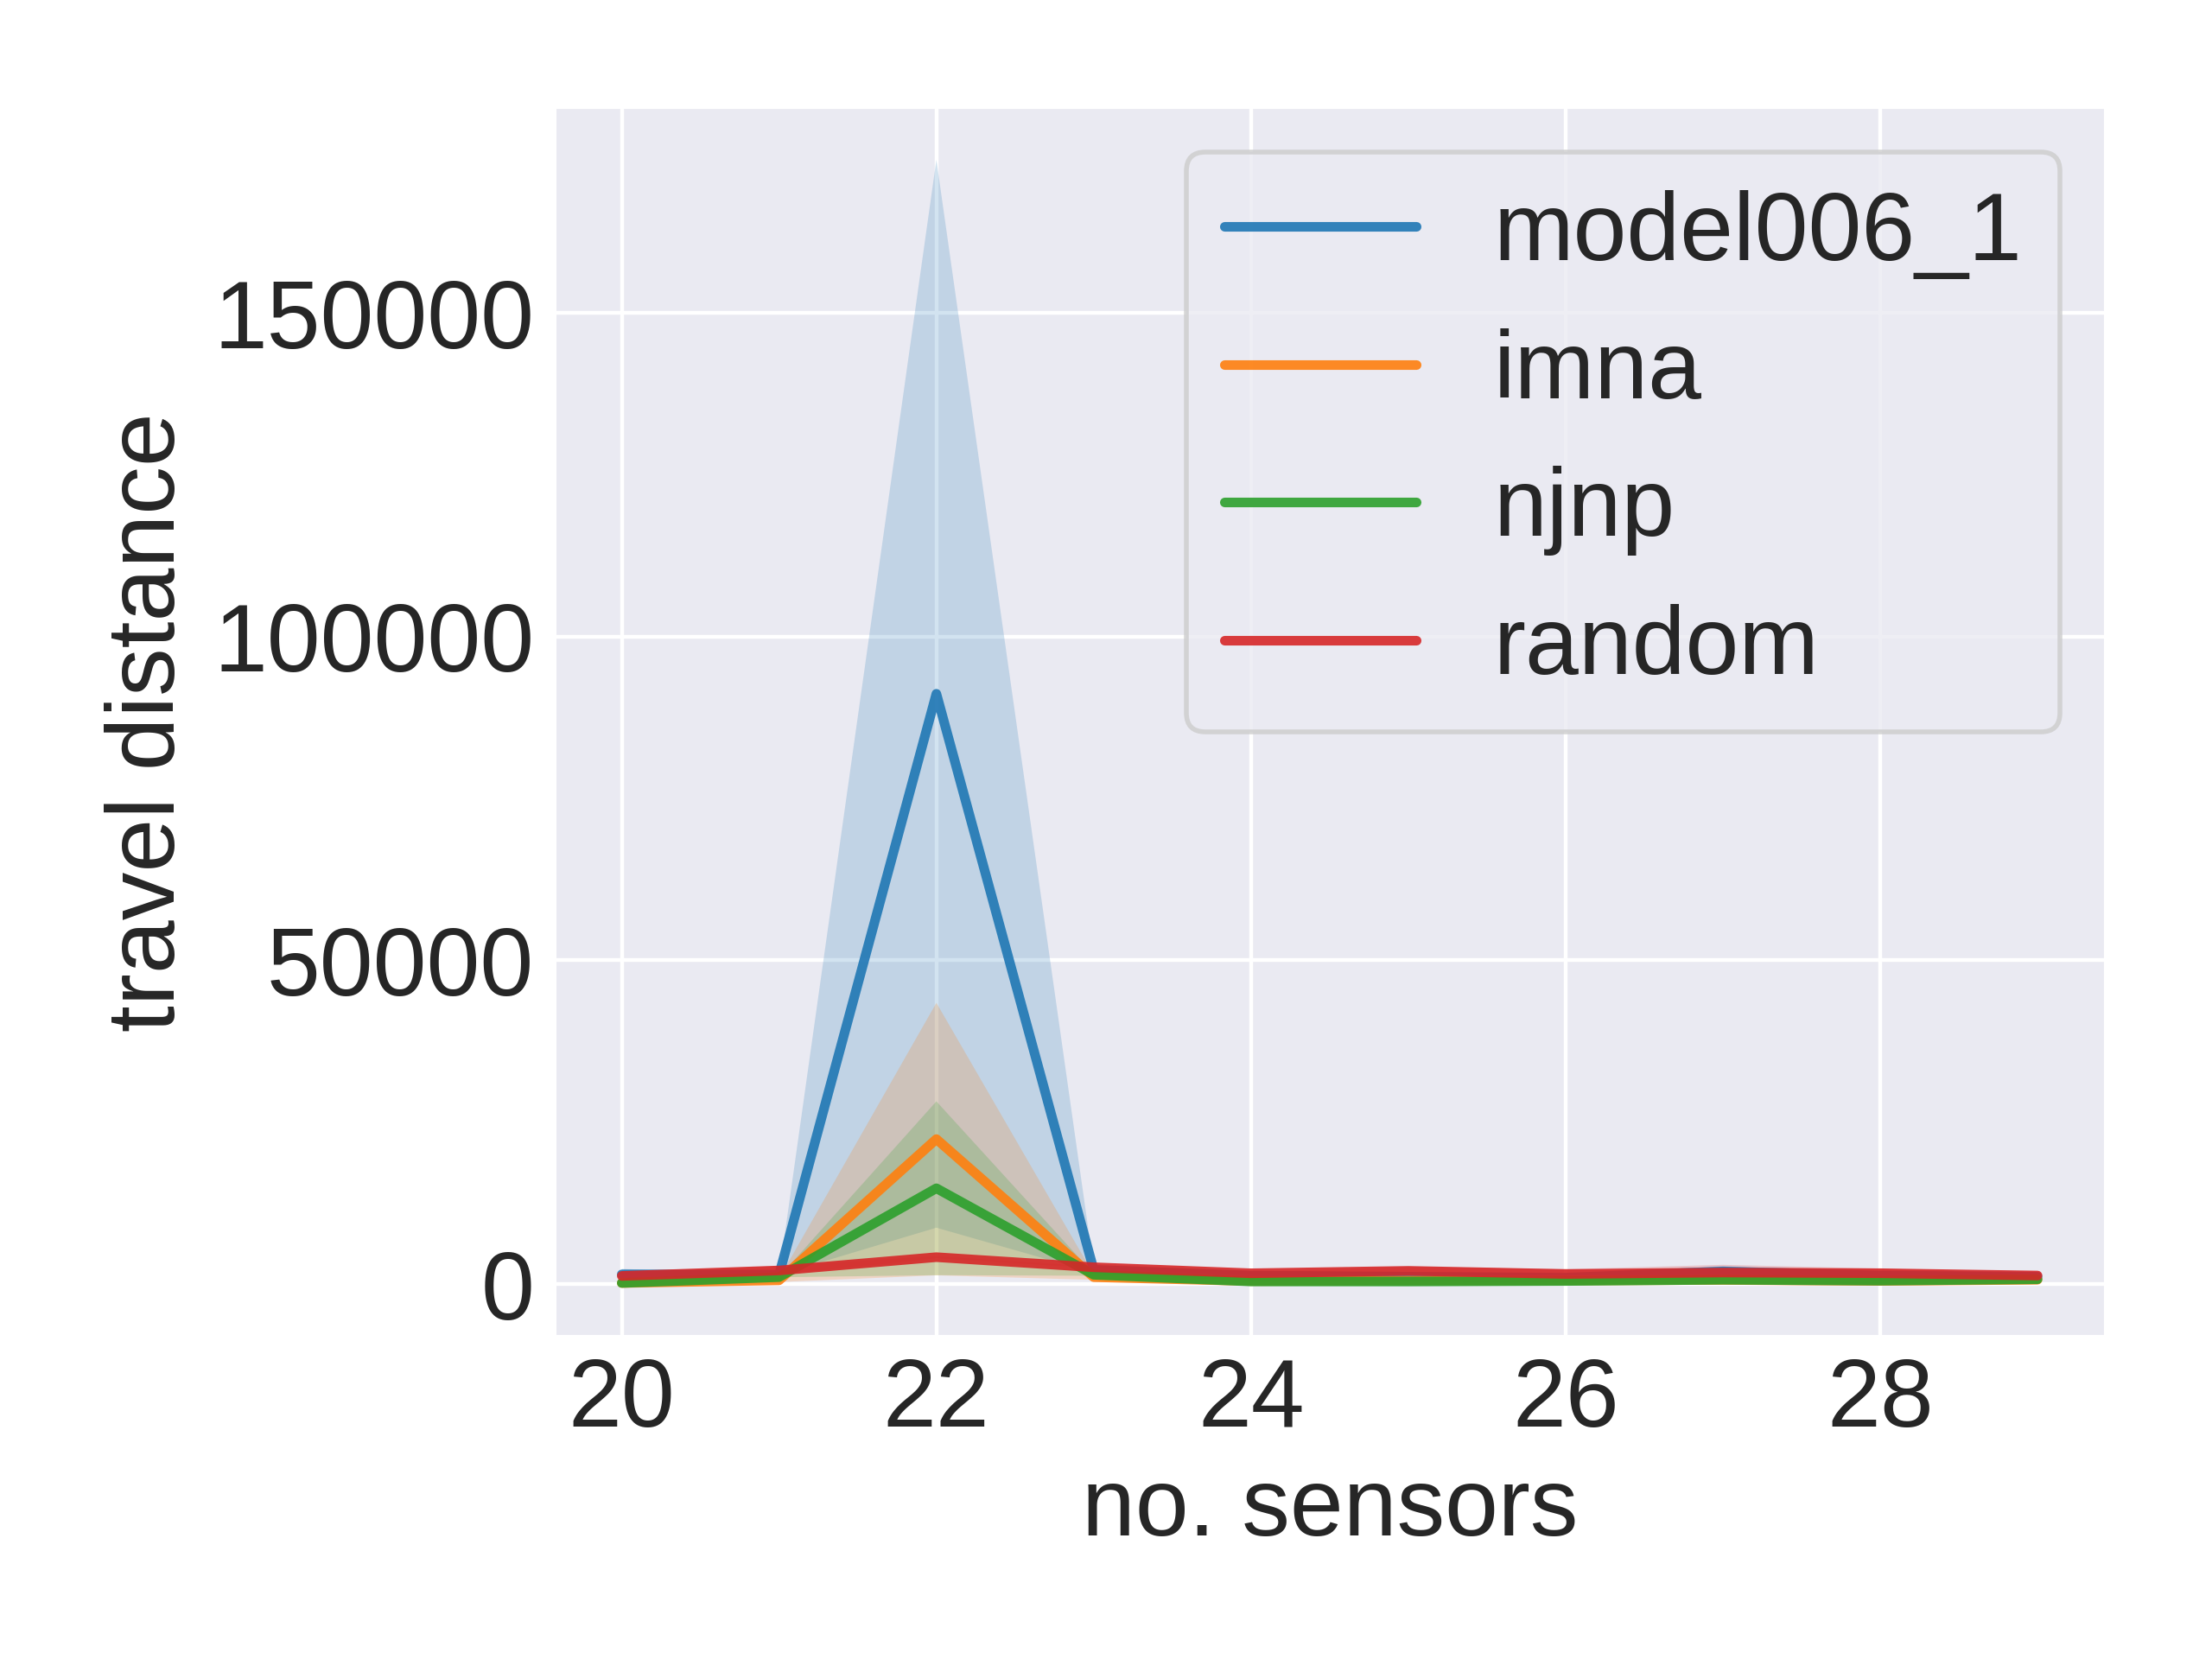 model006_1
imna
njnp
random
150000
100000
50000
0
travel distance
20 22 24 26 28
no. sensors